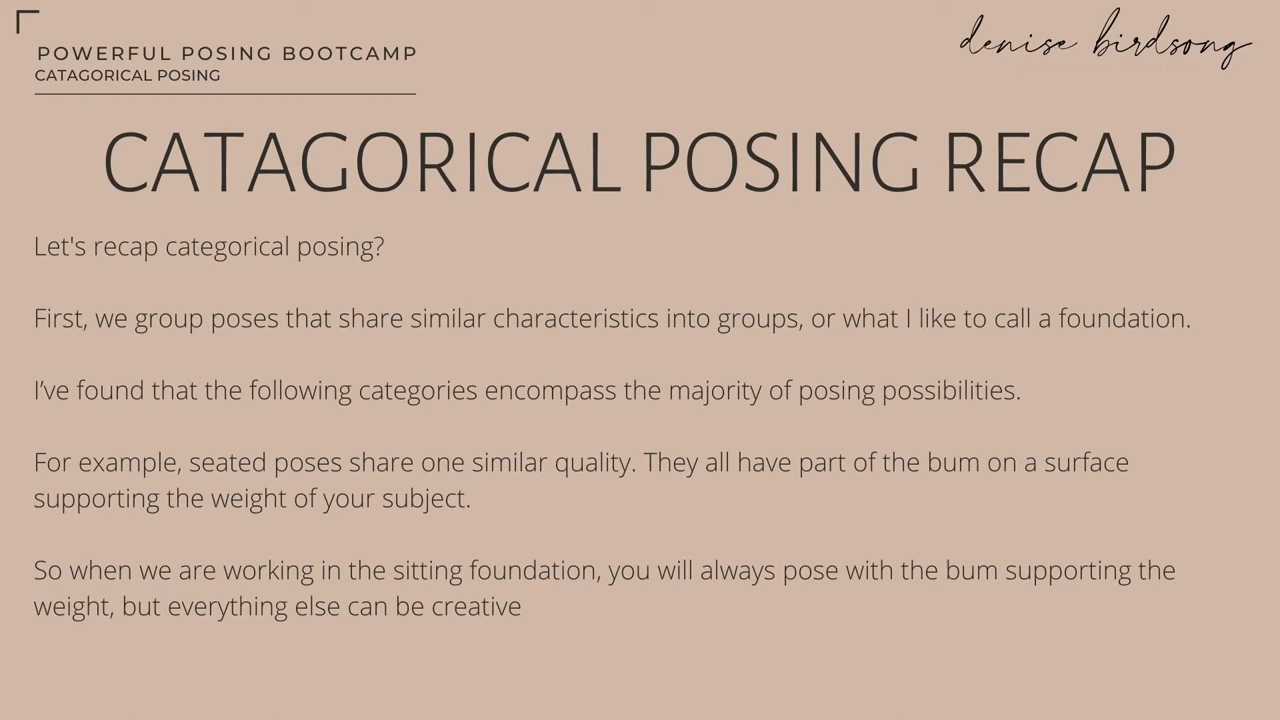 POWERFUL POSING BOOTCAMP
CATAGORICAL POSING
denise birdsong
CATAGORICAL POSING RECAP
Let's recap categorical posing?
First, we group poses that share similar characteristics into groups, or what I like to call a foundation.
I’ve found that the following categories encompass the majority of posing possibilities.
For example, seated poses share one similar quality. They all have part of the bum on a surface
supporting the weight of your subject.
So when we are working in the sitting foundation, you will always pose with the bum supporting the
weight, but everything else can be creative